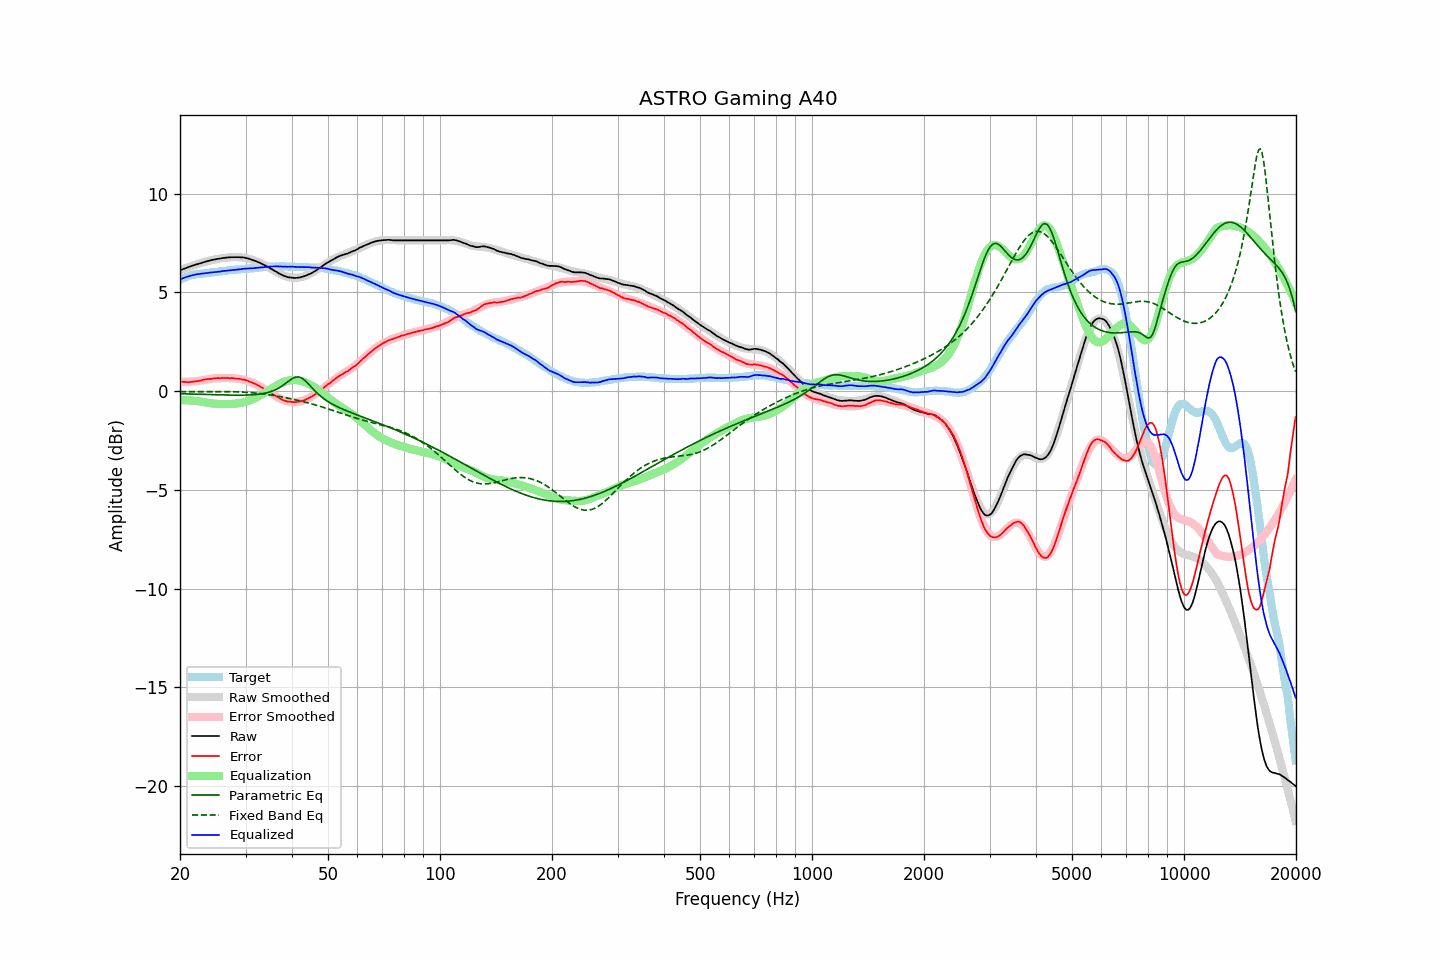 ASTRO Gaming A40
Amplitude (dBr)
10
5
0
−5
−10
−15
−20
Target
Raw Smoothed
Error Smoothed
Raw
Error
Equalization
Parametric Eq
Fixed Band Eq
Equalized
20 50 100 200 500 1000 2000 5000 10000 20000
Frequency (Hz)